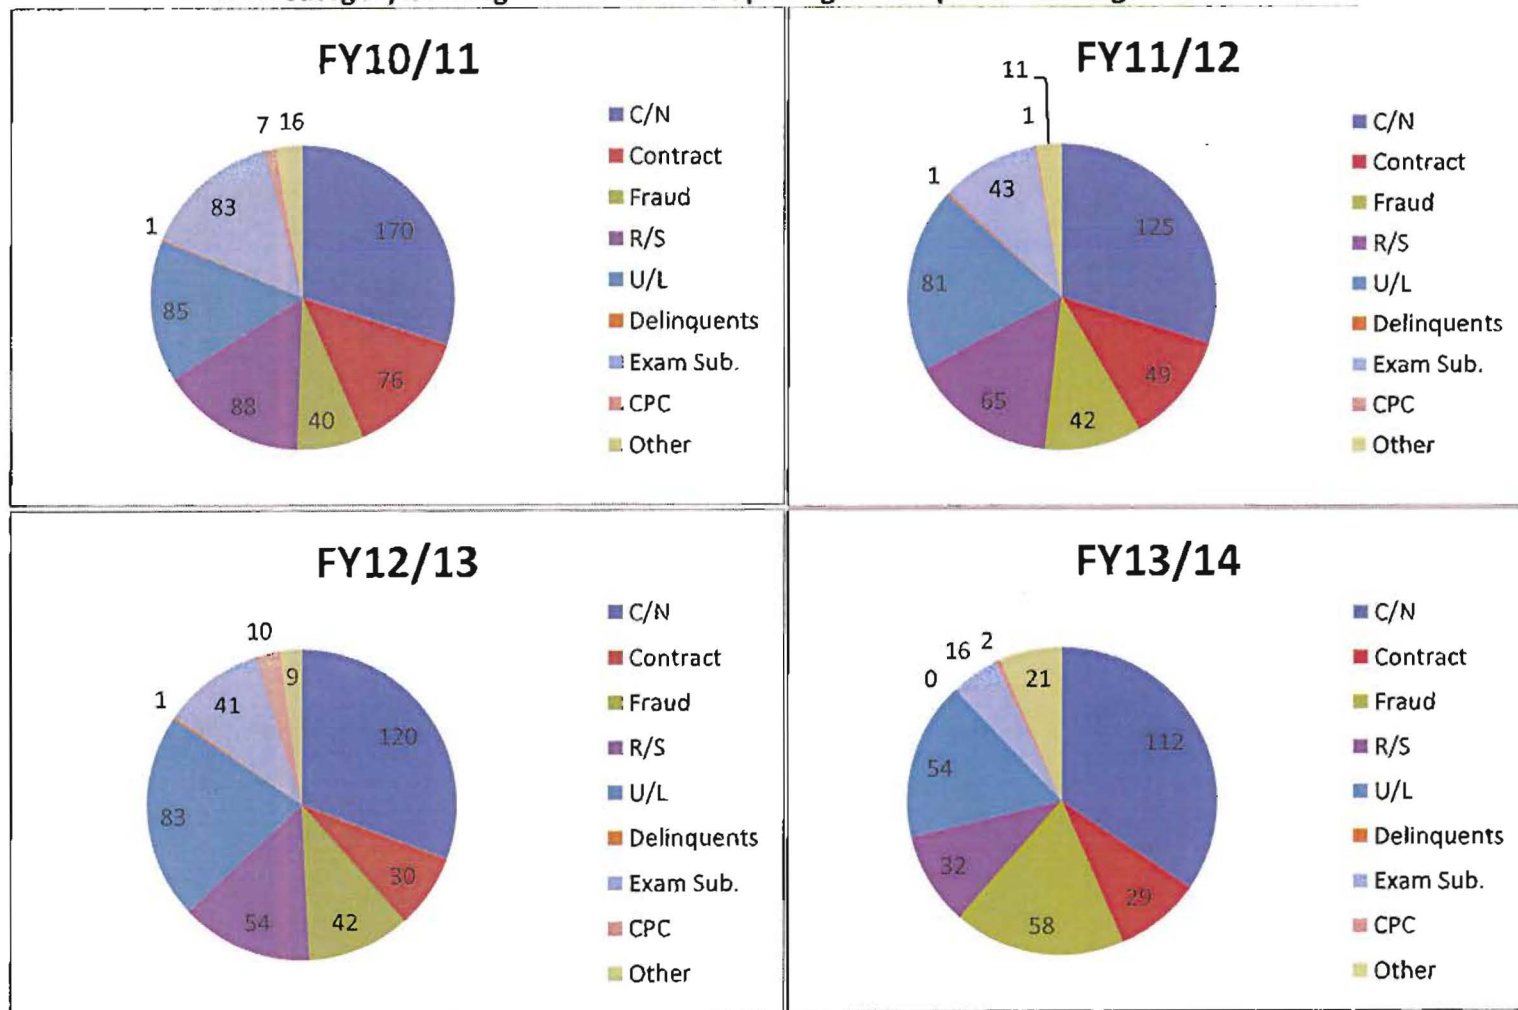 FY10/11
7 16
170
83
1
85
76
88
40
C/N
Contract
Fraud
R/S
U/L
Delinquents
Exam Sub.
CPC
Other
FY11/12
11
1
125
43
1
81
49
65
42
C/N
Contract
Fraud
R/S
U/L
Delinquents
Exam Sub.
CPC
Other
FY12/13
10
9
41
1
120
83
30
54
42
C/N
Contract
Fraud
R/S
U/L
Delinquents
Exam Sub.
CPC
Other
FY13/14
16 2
0
21
112
54
32
29
58
C/N
Contract
Fraud
R/S
U/L
Delinquents
Exam Sub.
CPC
Other